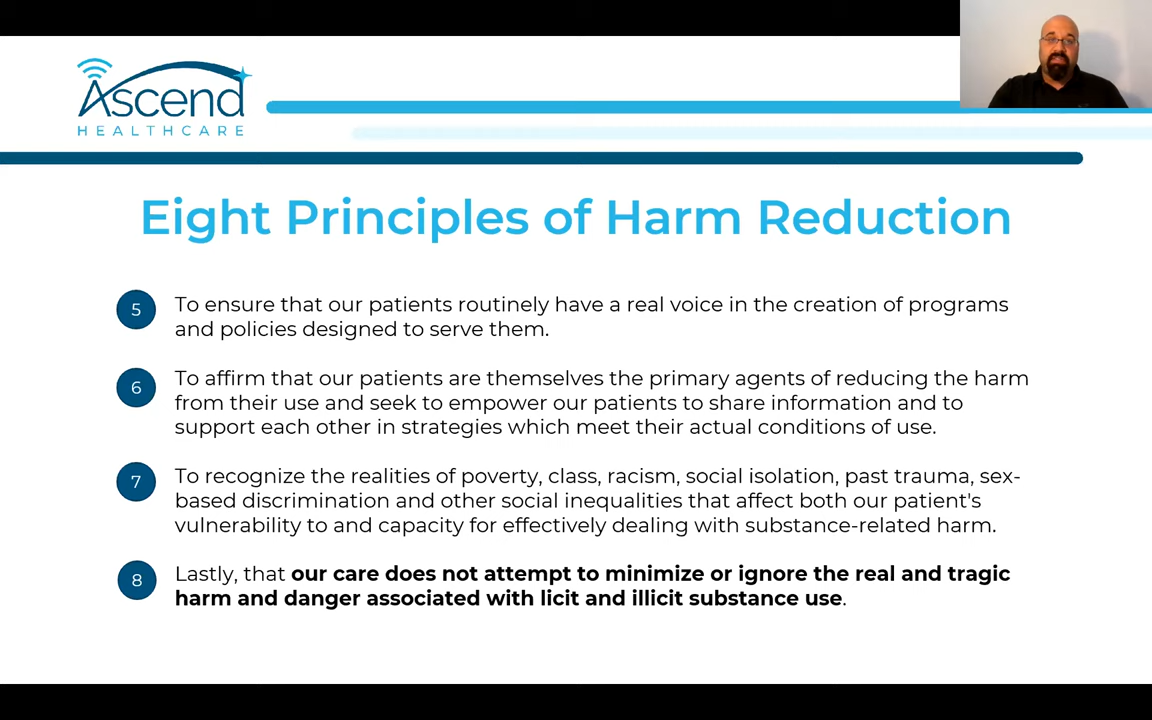 Ascend
HEALTHCARE
Eight Principles of Harm Reduction
5
To ensure that our patients routinely have a real voice in the creation of programs
and policies designed to serve them.
6
To affirm that our patients are themselves the primary agents of reducing the harm
from their use and seek to empower our patients to share information and to
support each other in strategies which meet their actual conditions of use.
7
To recognize the realities of poverty, class, racism, social isolation, past trauma, sex-
based discrimination and other social inequalities that affect both our patient's
vulnerability to and capacity for effectively dealing with substance-related harm.
8
Lastly, that our care does not attempt to minimize or ignore the real and tragic
harm and danger associated with licit and illicit substance use.